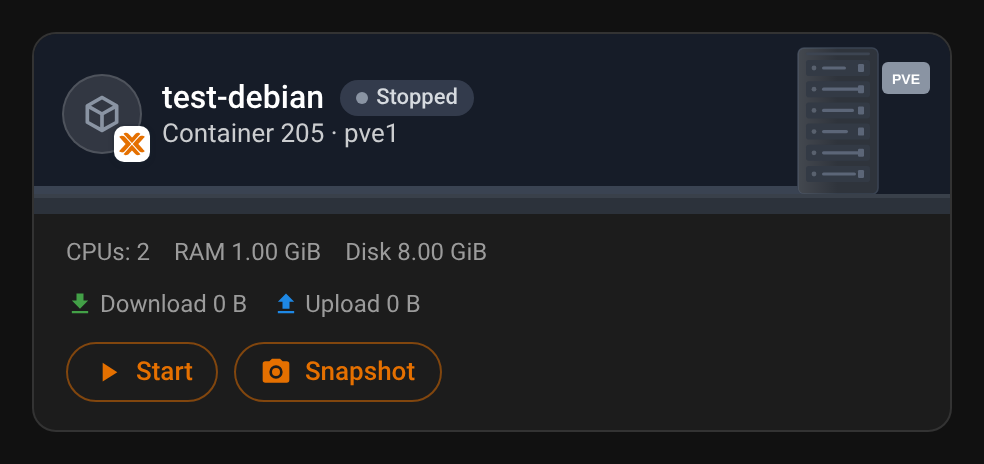 test-debian
Stopped
PVE
Container 205 · pve1
CPUs: 2 RAM 1.00 GiB Disk 8.00 GiB
Download 0 B Upload 0 B
Start Snapshot